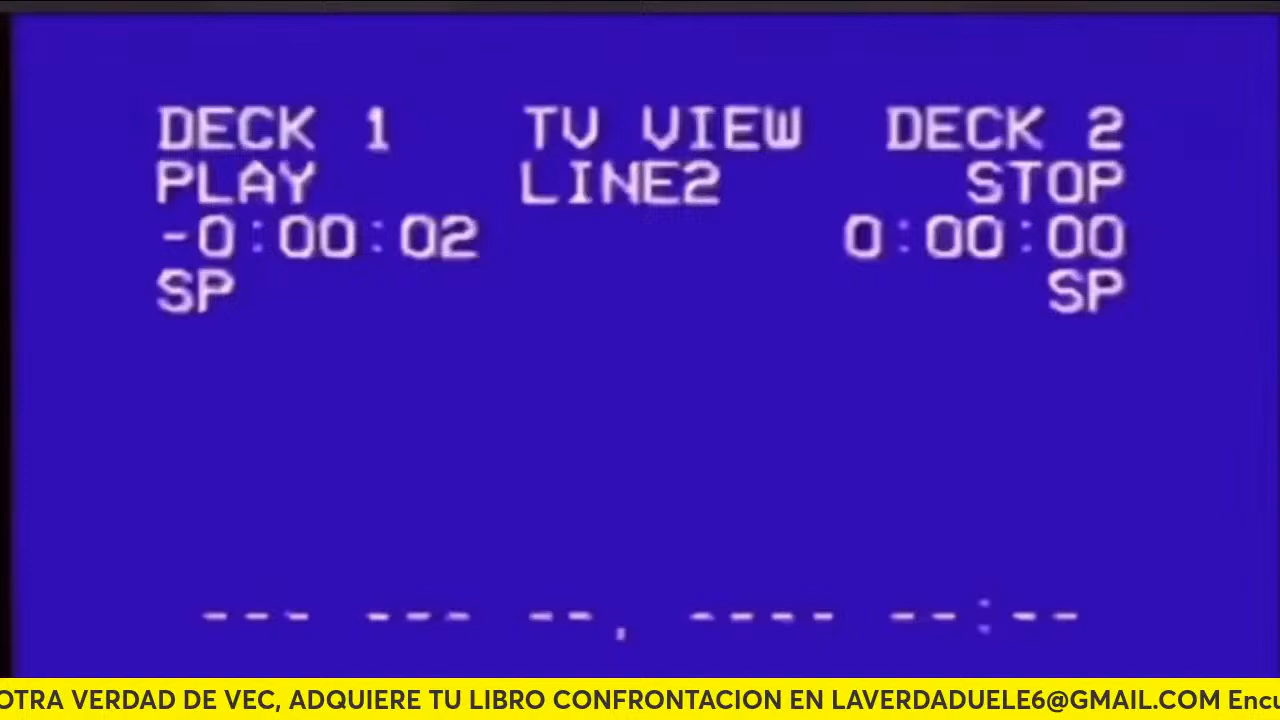 DECK 1 TV VIEW DECK 2
PLAY LINE2 STOP
-0:00:02 0:00:00
SP SP
--- --- --, ---- --:--
OTRA VERDAD DE VEC, ADQUIERE TU LIBRO CONFRONTACION EN LAVERDADUELE6@GMAIL.COM Encu